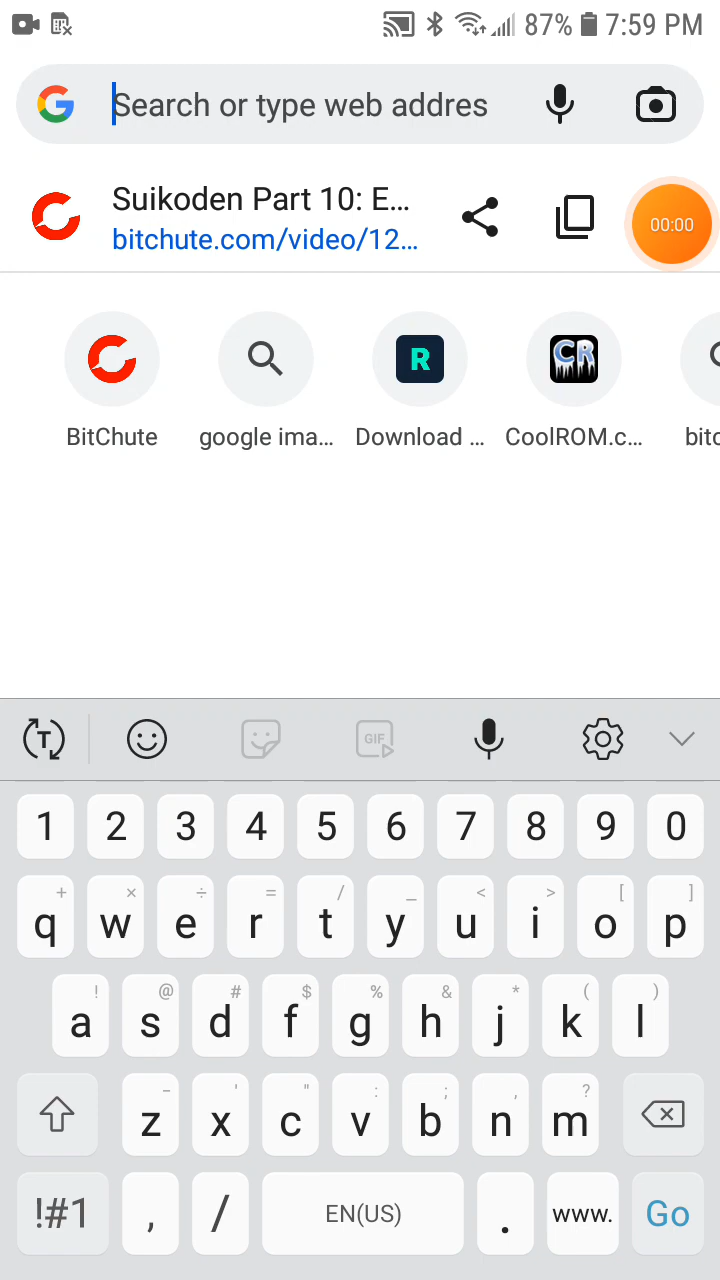 87% 7:59 PM
Search or type web addres
Suikoden Part 10: E...
bitchute.com/video/12...
00:00
R
CR
BitChute
google ima...
Download ...
CoolROM.c...
bitc
T
GIF
1 2 3 4 5 6 7 8 9 0
+ × ÷ = / _ < > [ ]
q w e r t y u i o p
! @ # $ % & * ( )
a s d f g h j k l
- ' " : ; , ?
z x c v b n m
!#1 , / EN(US) . www. Go